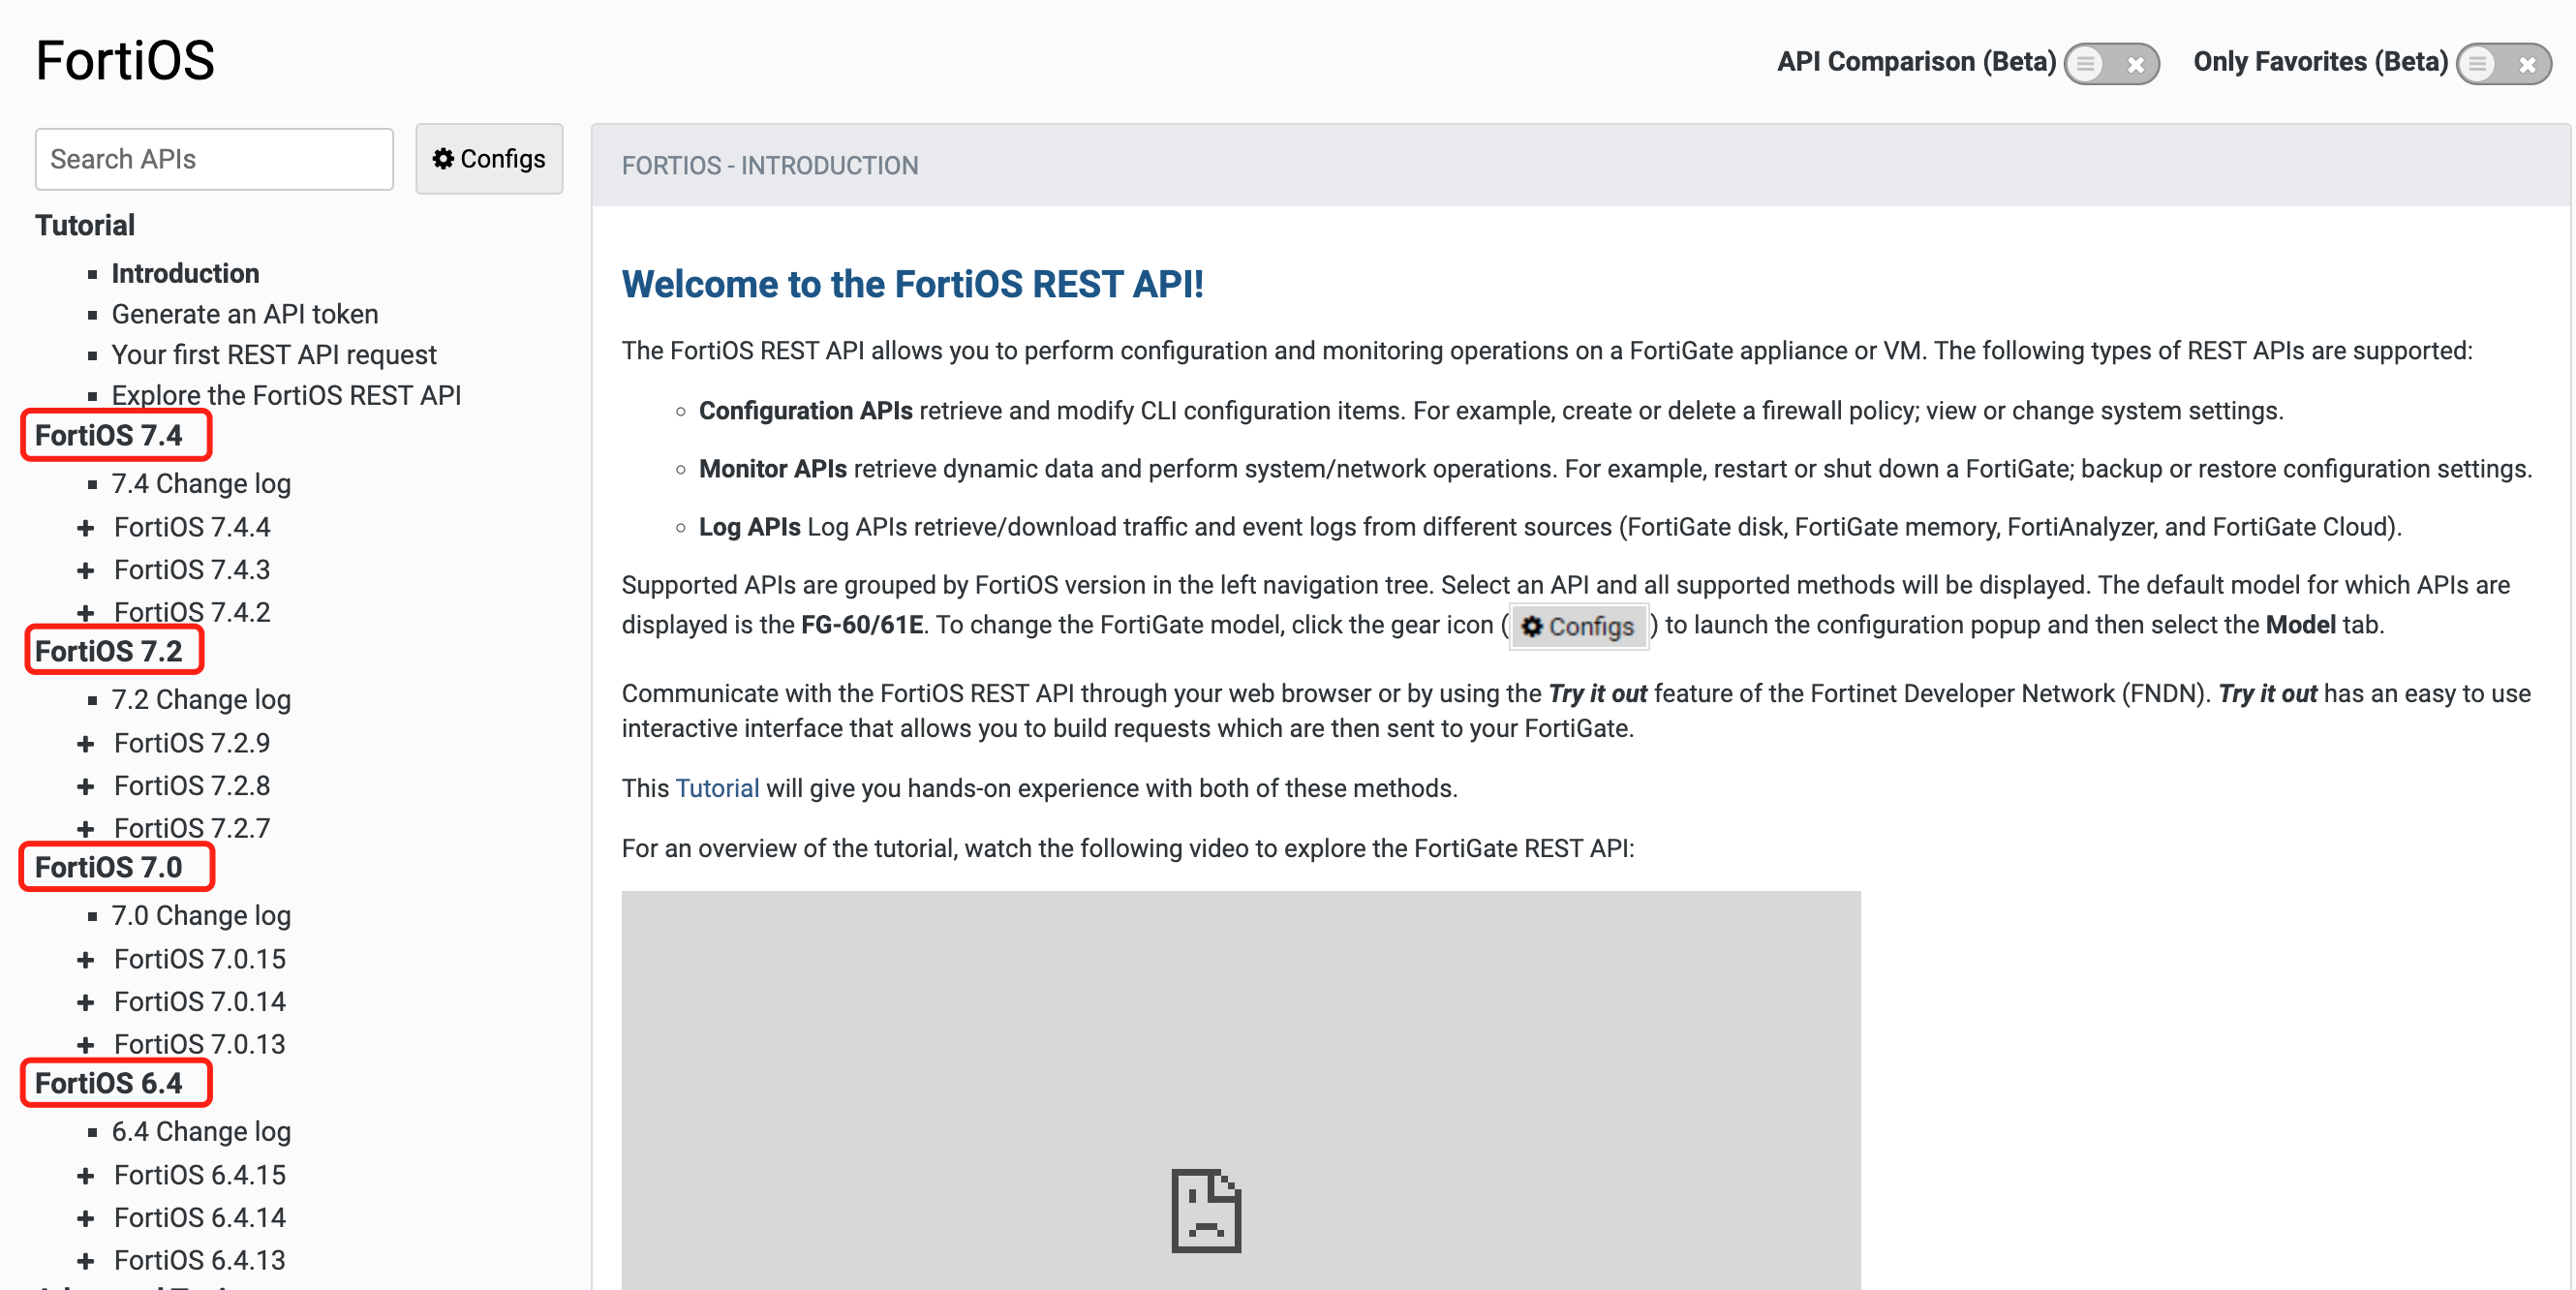 FortiOS
API Comparison (Beta)
Only Favorites (Beta)
Search APIs
Configs
Tutorial
Introduction
Generate an API token
Your first REST API request
Explore the FortiOS REST API
FortiOS 7.4
7.4 Change log
FortiOS 7.4.4
FortiOS 7.4.3
FortiOS 7.4.2
FortiOS 7.2
7.2 Change log
FortiOS 7.2.9
FortiOS 7.2.8
FortiOS 7.2.7
FortiOS 7.0
7.0 Change log
FortiOS 7.0.15
FortiOS 7.0.14
FortiOS 7.0.13
FortiOS 6.4
6.4 Change log
FortiOS 6.4.15
FortiOS 6.4.14
FortiOS 6.4.13
FORTIOS - INTRODUCTION
Welcome to the FortiOS REST API!
The FortiOS REST API allows you to perform configuration and monitoring operations on a FortiGate appliance or VM. The following types of REST APIs are supported:
Configuration APIs retrieve and modify CLI configuration items. For example, create or delete a firewall policy; view or change system settings.
Monitor APIs retrieve dynamic data and perform system/network operations. For example, restart or shut down a FortiGate; backup or restore configuration settings.
Log APIs Log APIs retrieve/download traffic and event logs from different sources (FortiGate disk, FortiGate memory, FortiAnalyzer, and FortiGate Cloud).
Supported APIs are grouped by FortiOS version in the left navigation tree. Select an API and all supported methods will be displayed. The default model for which APIs are
displayed is the FG-60/61E. To change the FortiGate model, click the gear icon ( Configs ) to launch the configuration popup and then select the Model tab.
Communicate with the FortiOS REST API through your web browser or by using the Try it out feature of the Fortinet Developer Network (FNDN). Try it out has an easy to use
interactive interface that allows you to build requests which are then sent to your FortiGate.
This Tutorial will give you hands-on experience with both of these methods.
For an overview of the tutorial, watch the following video to explore the FortiGate REST API: